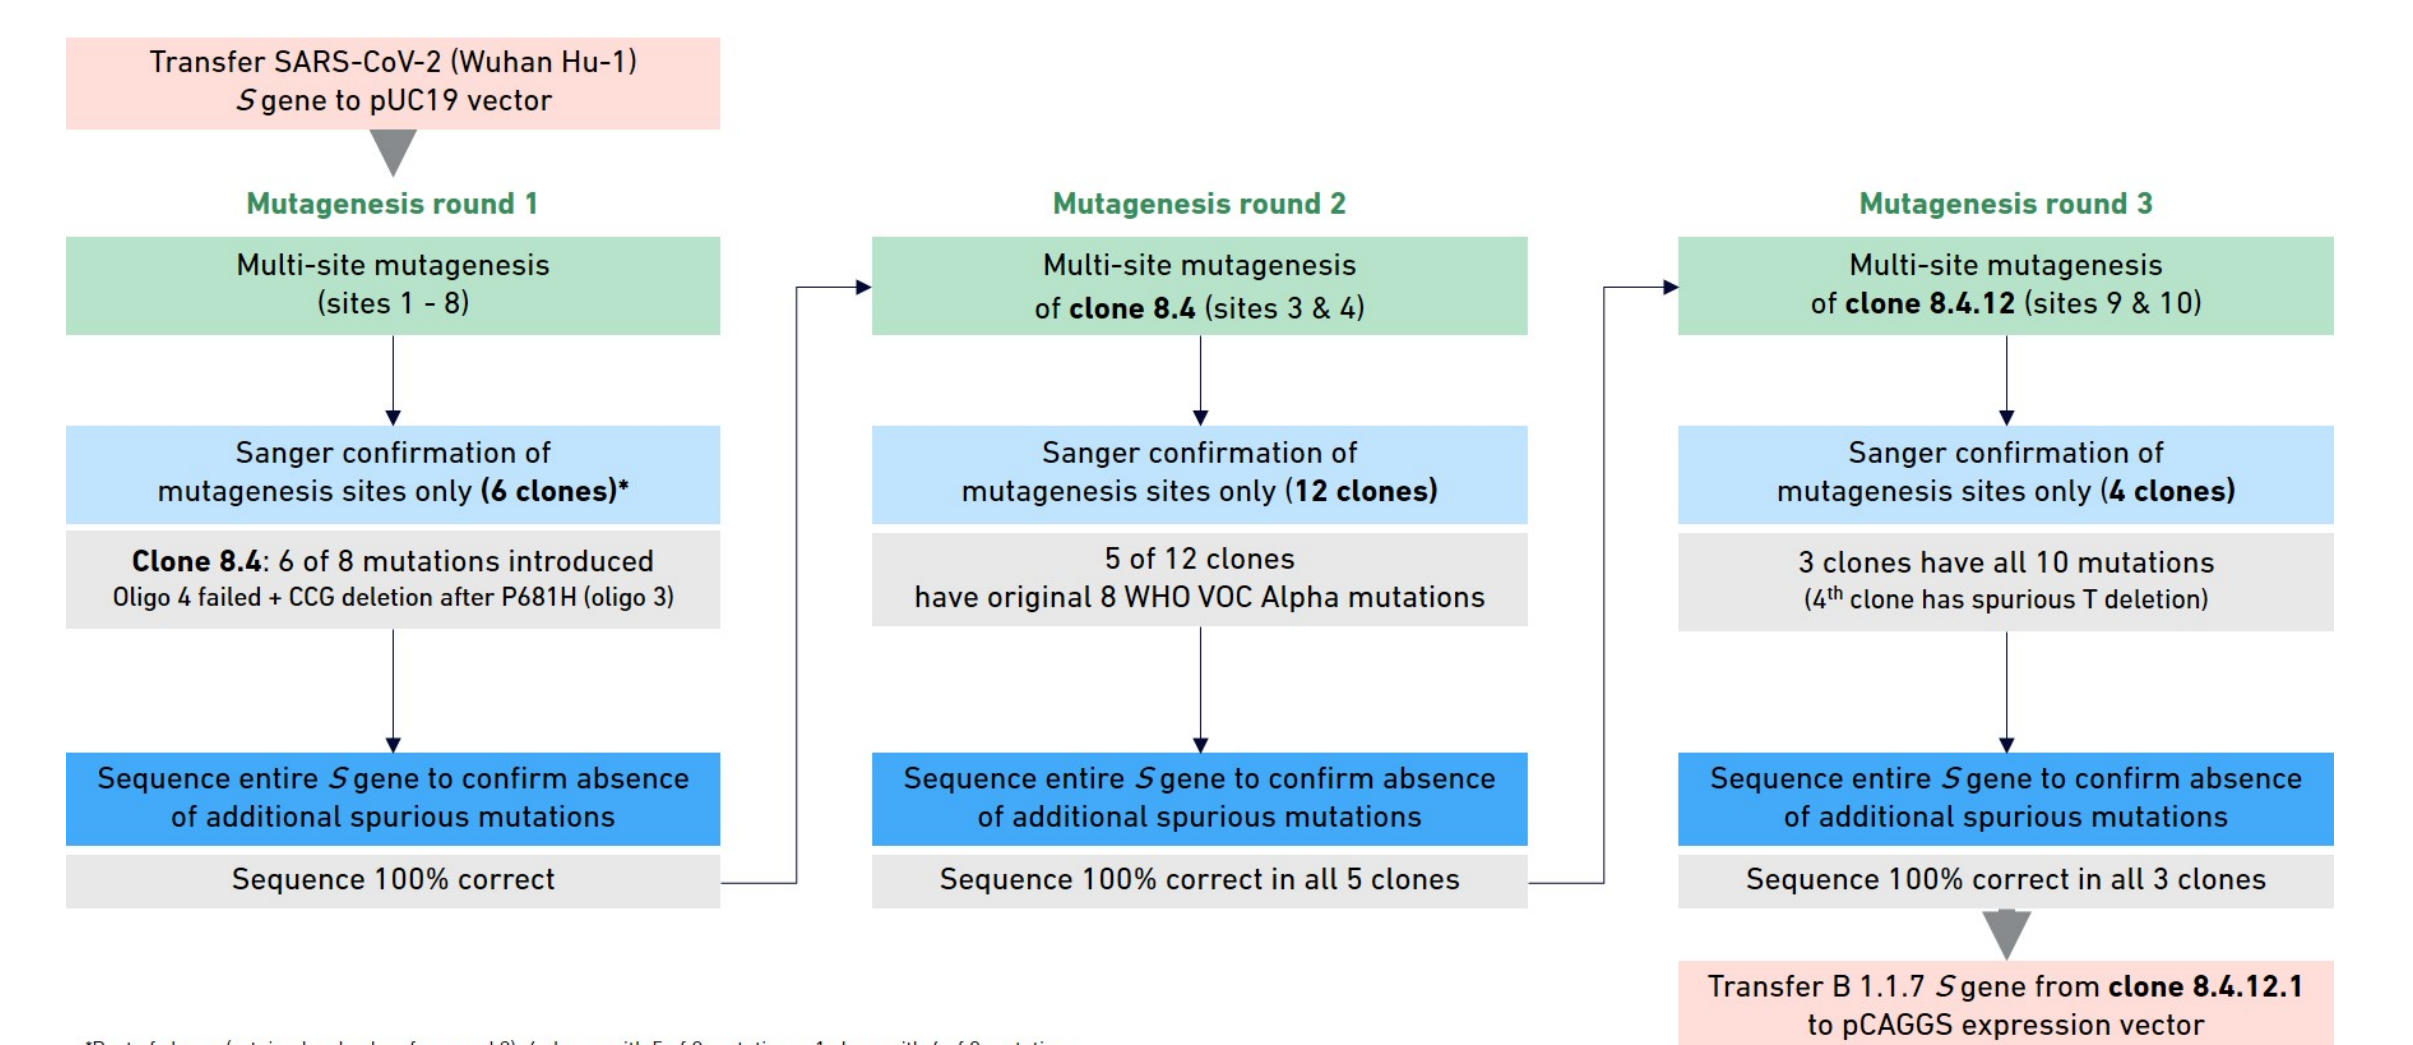 Transfer SARS-CoV-2 (Wuhan Hu-1)
S gene to pUC19 vector
Mutagenesis round 1
Multi-site mutagenesis
(sites 1 - 8)
Sanger confirmation of
mutagenesis sites only (6 clones)*
Clone 8.4: 6 of 8 mutations introduced
Oligo 4 failed + CCG deletion after P681H (oligo 3)
Sequence entire S gene to confirm absence
of additional spurious mutations
Sequence 100% correct
Mutagenesis round 2
Multi-site mutagenesis
of clone 8.4 (sites 3 & 4)
Sanger confirmation of
mutagenesis sites only (12 clones)
5 of 12 clones
have original 8 WHO VOC Alpha mutations
Sequence entire S gene to confirm absence
of additional spurious mutations
Sequence 100% correct in all 5 clones
Mutagenesis round 3
Multi-site mutagenesis
of clone 8.4.12 (sites 9 & 10)
Sanger confirmation of
mutagenesis sites only (4 clones)
3 clones have all 10 mutations
(4th clone has spurious T deletion)
Sequence entire S gene to confirm absence
of additional spurious mutations
Sequence 100% correct in all 3 clones
Transfer B 1.1.7 S gene from clone 8.4.12.1
to pCAGGS expression vector